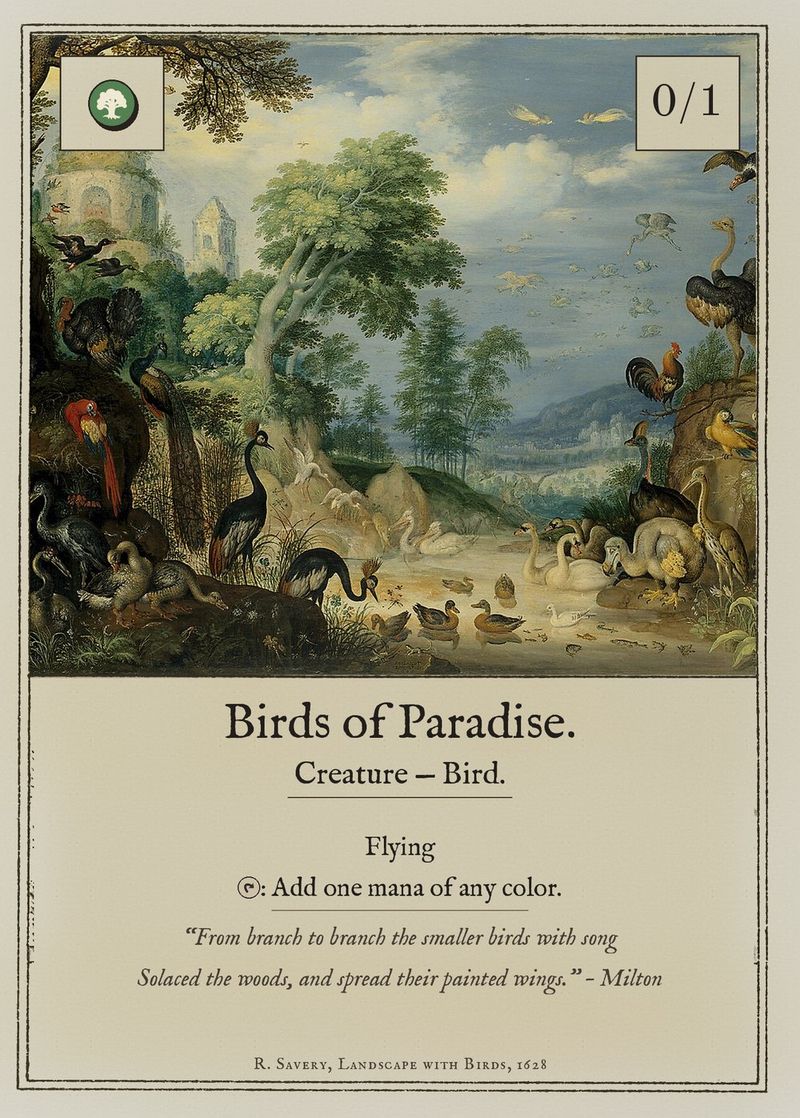 0/1
Birds of Paradise.
Creature – Bird.
Flying
: Add one mana of any color.
“From branch to branch the smaller birds with song
Solaced the woods, and spread their painted wings.” - Milton
R. Savery, Landscape with Birds, 1628